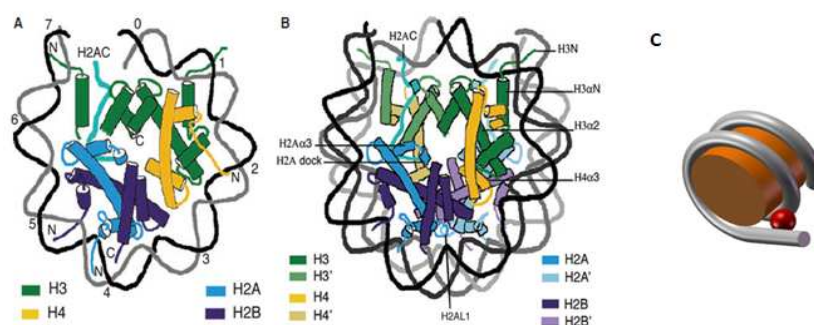 A
7
0
N
H2AC
1
C
6
2
N
5
N
C
3
N
4
H3
H4
H2A
H2B
B
H2AC
H3N
H3αN
H3α2
H2Aα3
H2A dock
H4α3
H3
H3'
H4
H4'
H2A
H2A'
H2B
H2B'
H2AL1
C